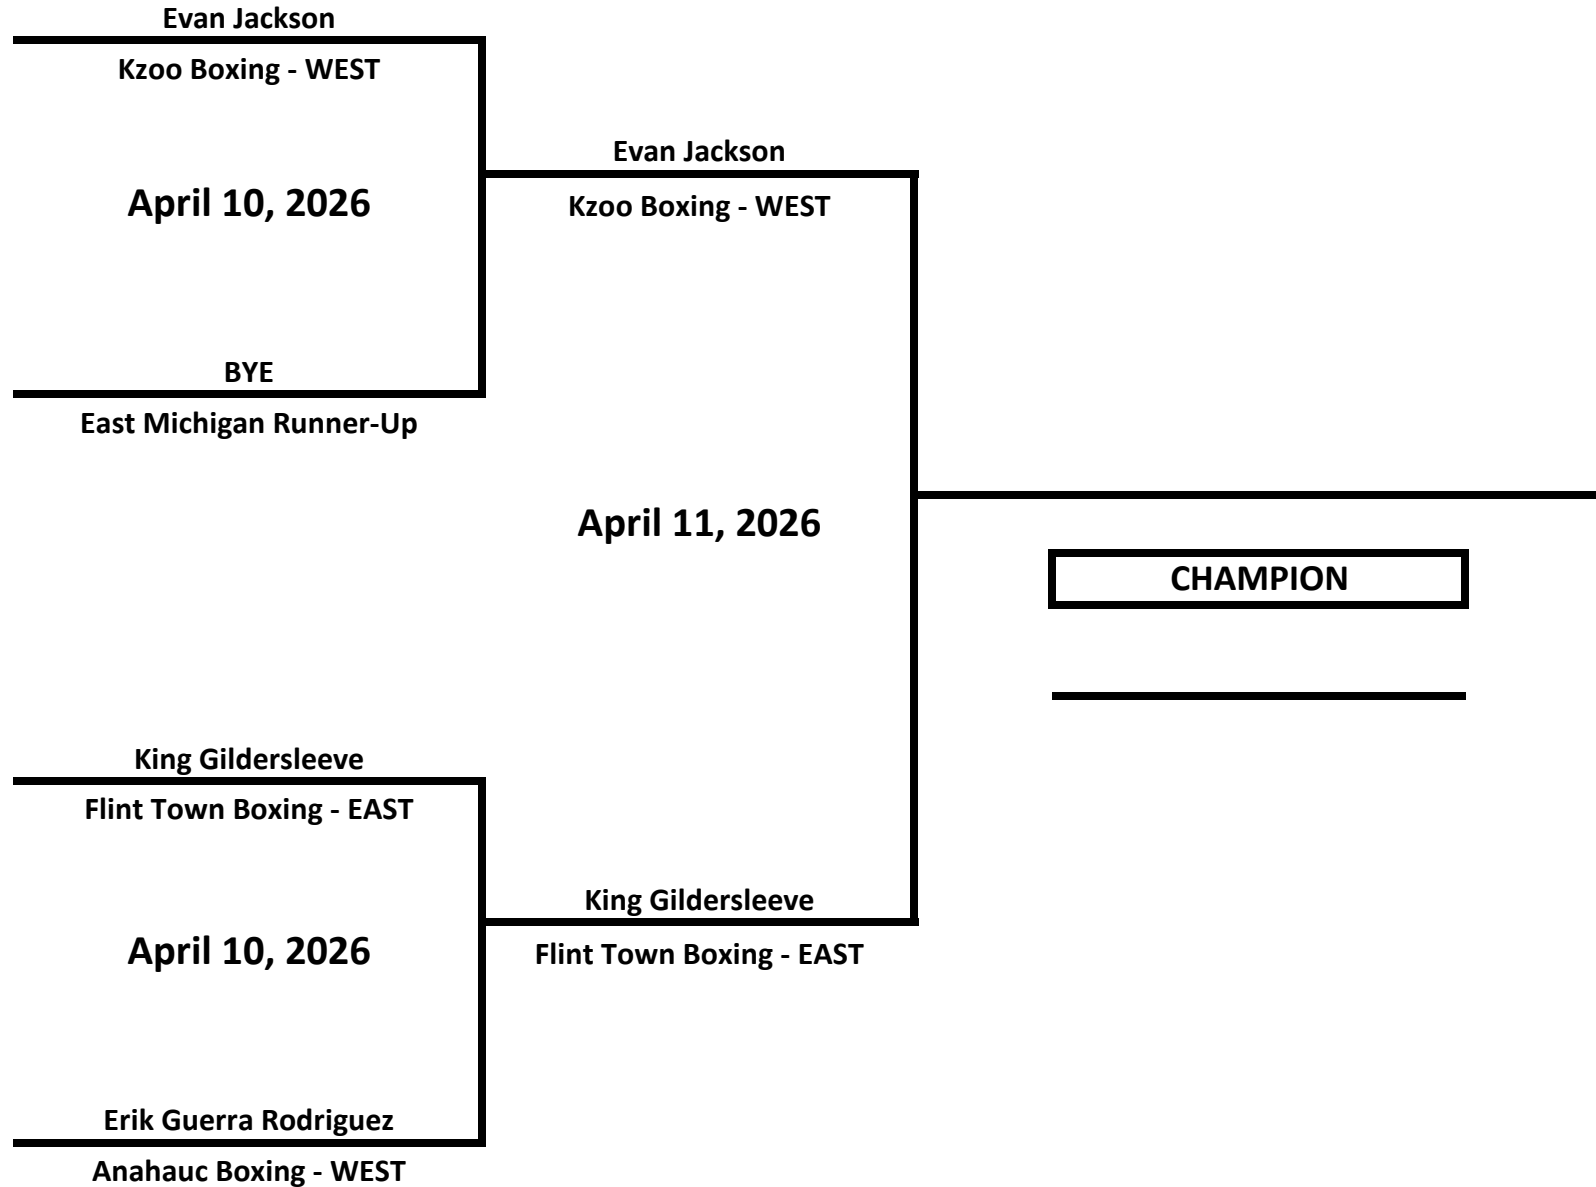 Evan Jackson
Kzoo Boxing - WEST
April 10, 2026
BYE
East Michigan Runner-Up
Evan Jackson
Kzoo Boxing - WEST
April 11, 2026
CHAMPION
King Gildersleeve
Flint Town Boxing - EAST
April 10, 2026
Erik Guerra Rodriguez
Anahauc Boxing - WEST
King Gildersleeve
Flint Town Boxing - EAST